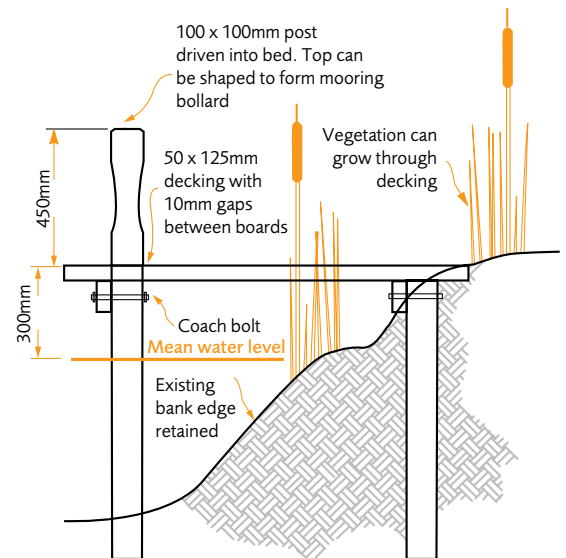 100 x 100mm post
driven into bed. Top can
be shaped to form mooring
bollard
450mm
50 x 125mm
decking with
10mm gaps
between boards
Vegetation can
grow through
decking
300mm
Coach bolt
Mean water level
Existing
bank edge
retained